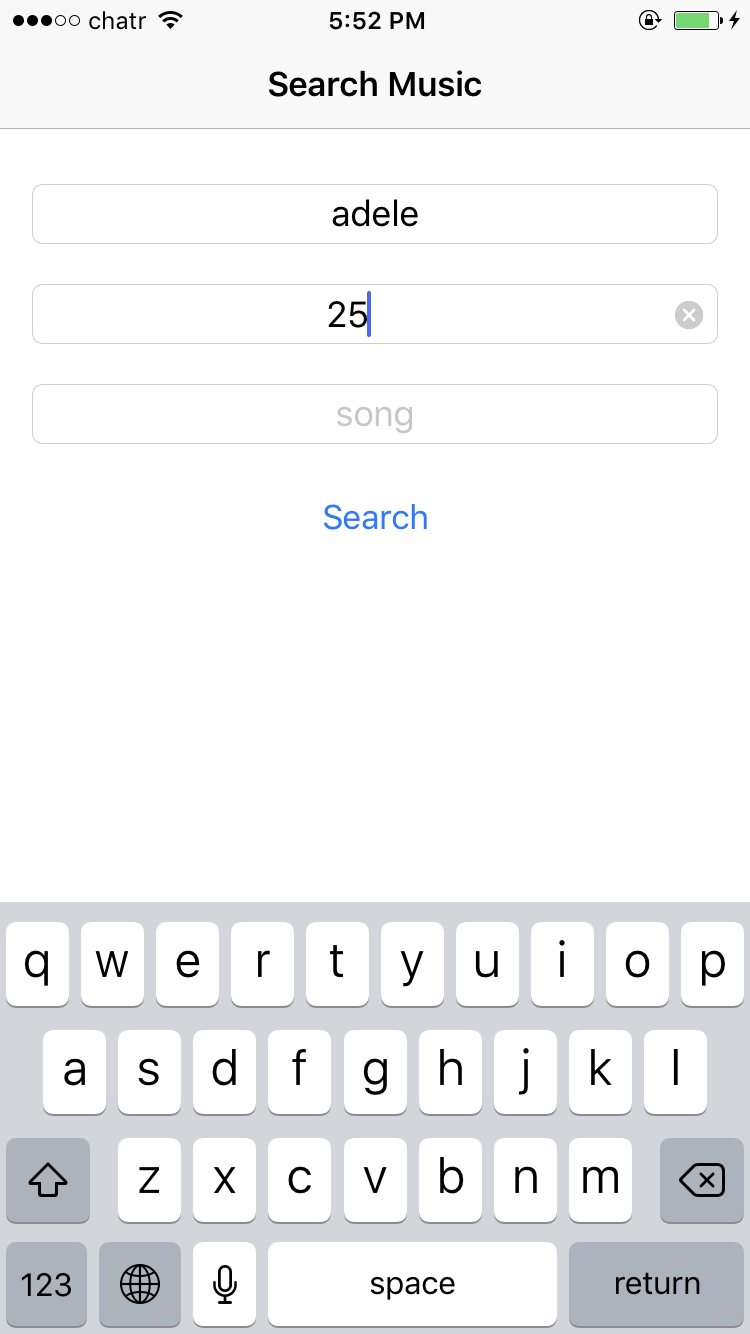 chatr 5:52 PM
Search Music
adele
25
song
Search
q w e r t y u i o p
a s d f g h j k l
z x c v b n m
123 space return